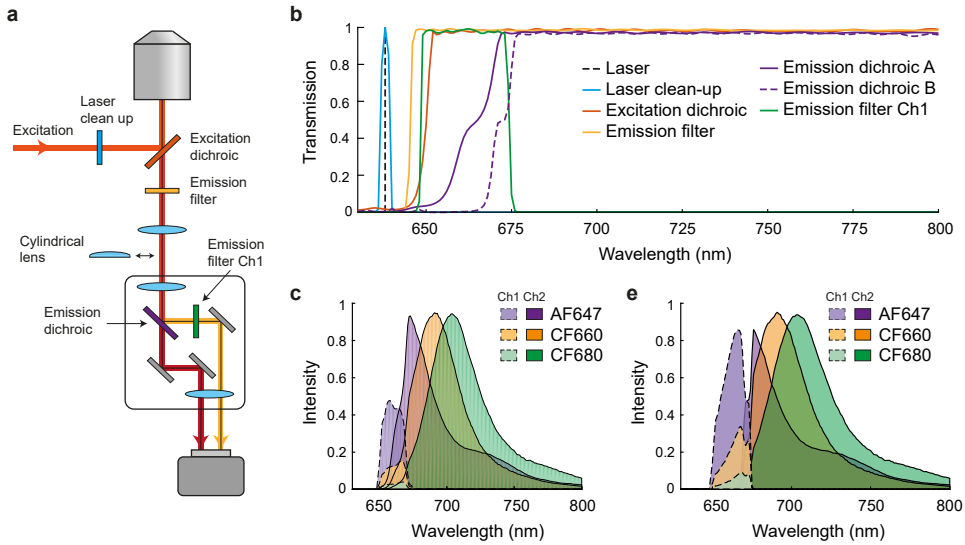 a
Laser
clean up
Excitation
Excitation
dichroic
Emission
filter
Cylindrical
lens
Emission
filter Ch1
Emission
dichroic
b
Transmission
1
0.8
0.6
0.4
0.2
0
650
675
700
725
750
775
800
Wavelength (nm)
Laser
Laser clean-up
Excitation dichroic
Emission filter
Emission dichroic A
Emission dichroic B
Emission filter Ch1
c
Intensity
1
0.8
0.6
0.4
0.2
0
650
700
750
800
Wavelength (nm)
Ch1 Ch2
AF647
CF660
CF680
e
Intensity
1
0.8
0.6
0.4
0.2
0
650
700
750
800
Wavelength (nm)
Ch1 Ch2
AF647
CF660
CF680